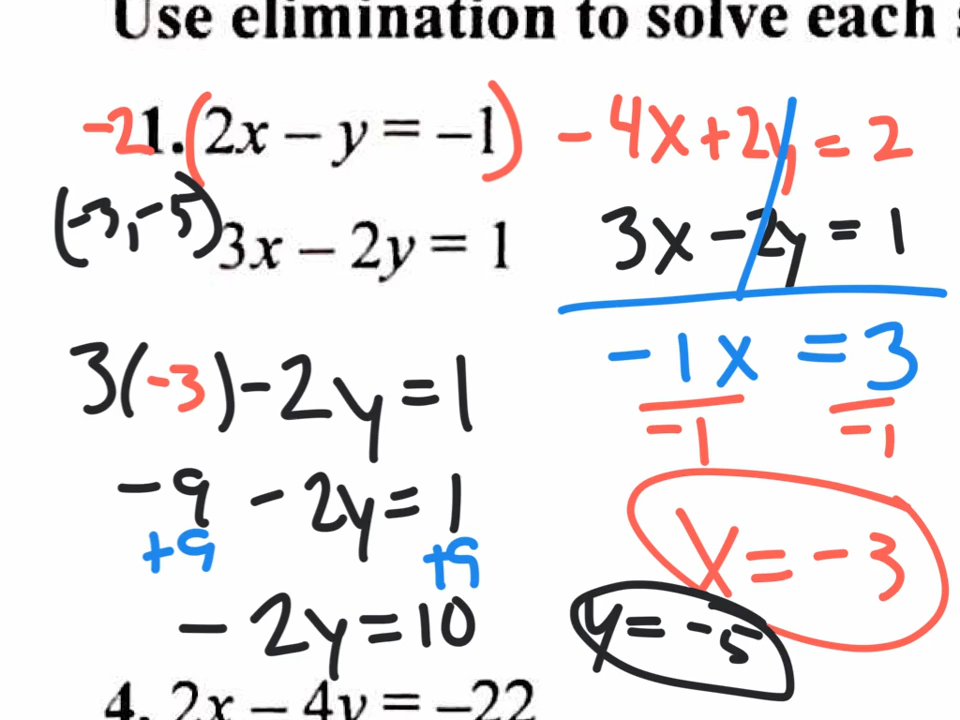 Use elimination to solve each
-2 1. (2x – y = –1) - 4x + 2y = 2
(-3, -5) 3x – 2y = 1 3x - 2y = 1
-1x = 3
3(-3) - 2y = 1
-1 -1
-9 - 2y = 1
+9 +9
x = -3
-2y = 10
y = -5
4. 2x – 4y = –22